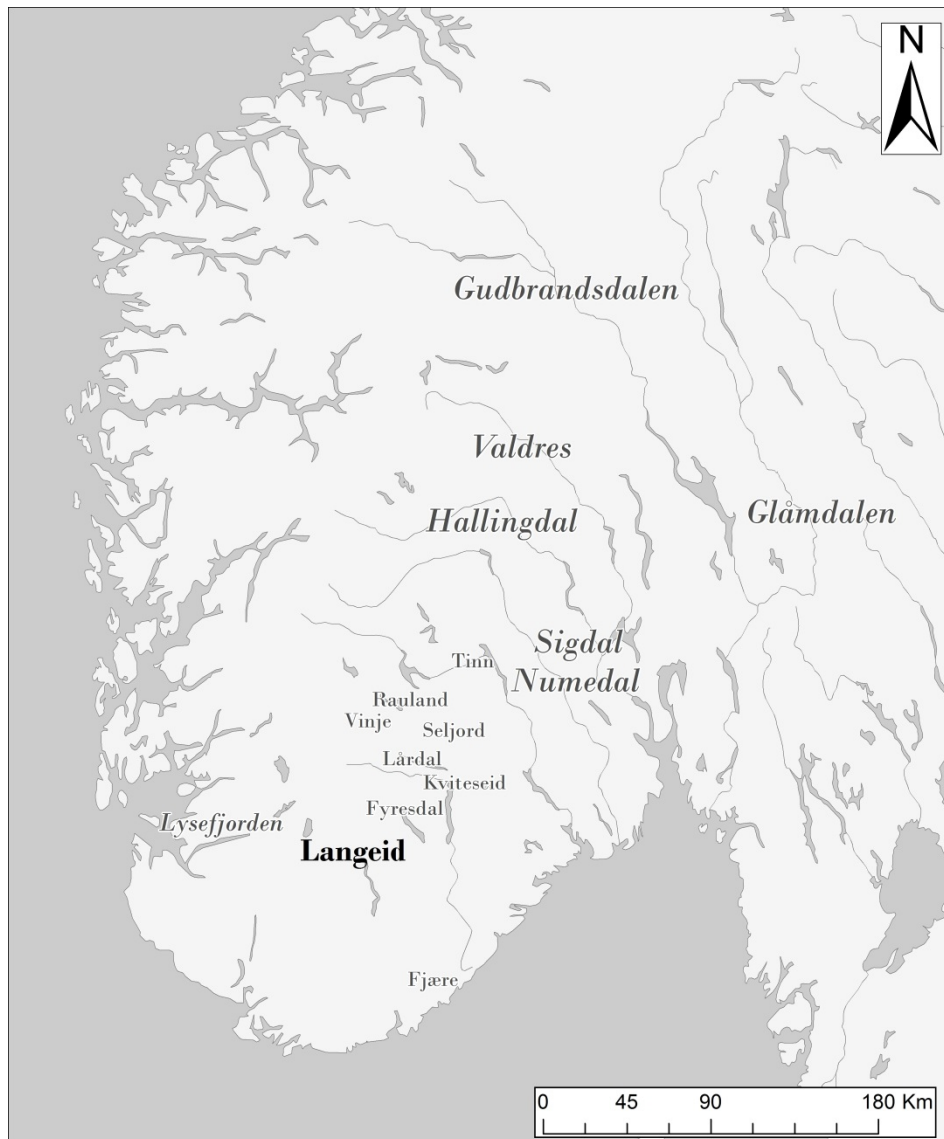 N
Gudbrandsdalen
Valdres
Hallingdal
Glåmdalen
Sigdal
Numedal
Tinn
Rauland
Vinje
Seljord
Lårdal
Kviteseid
Fyresdal
Lysefjorden
Langeid
Fjære
0 45 90 180 Km